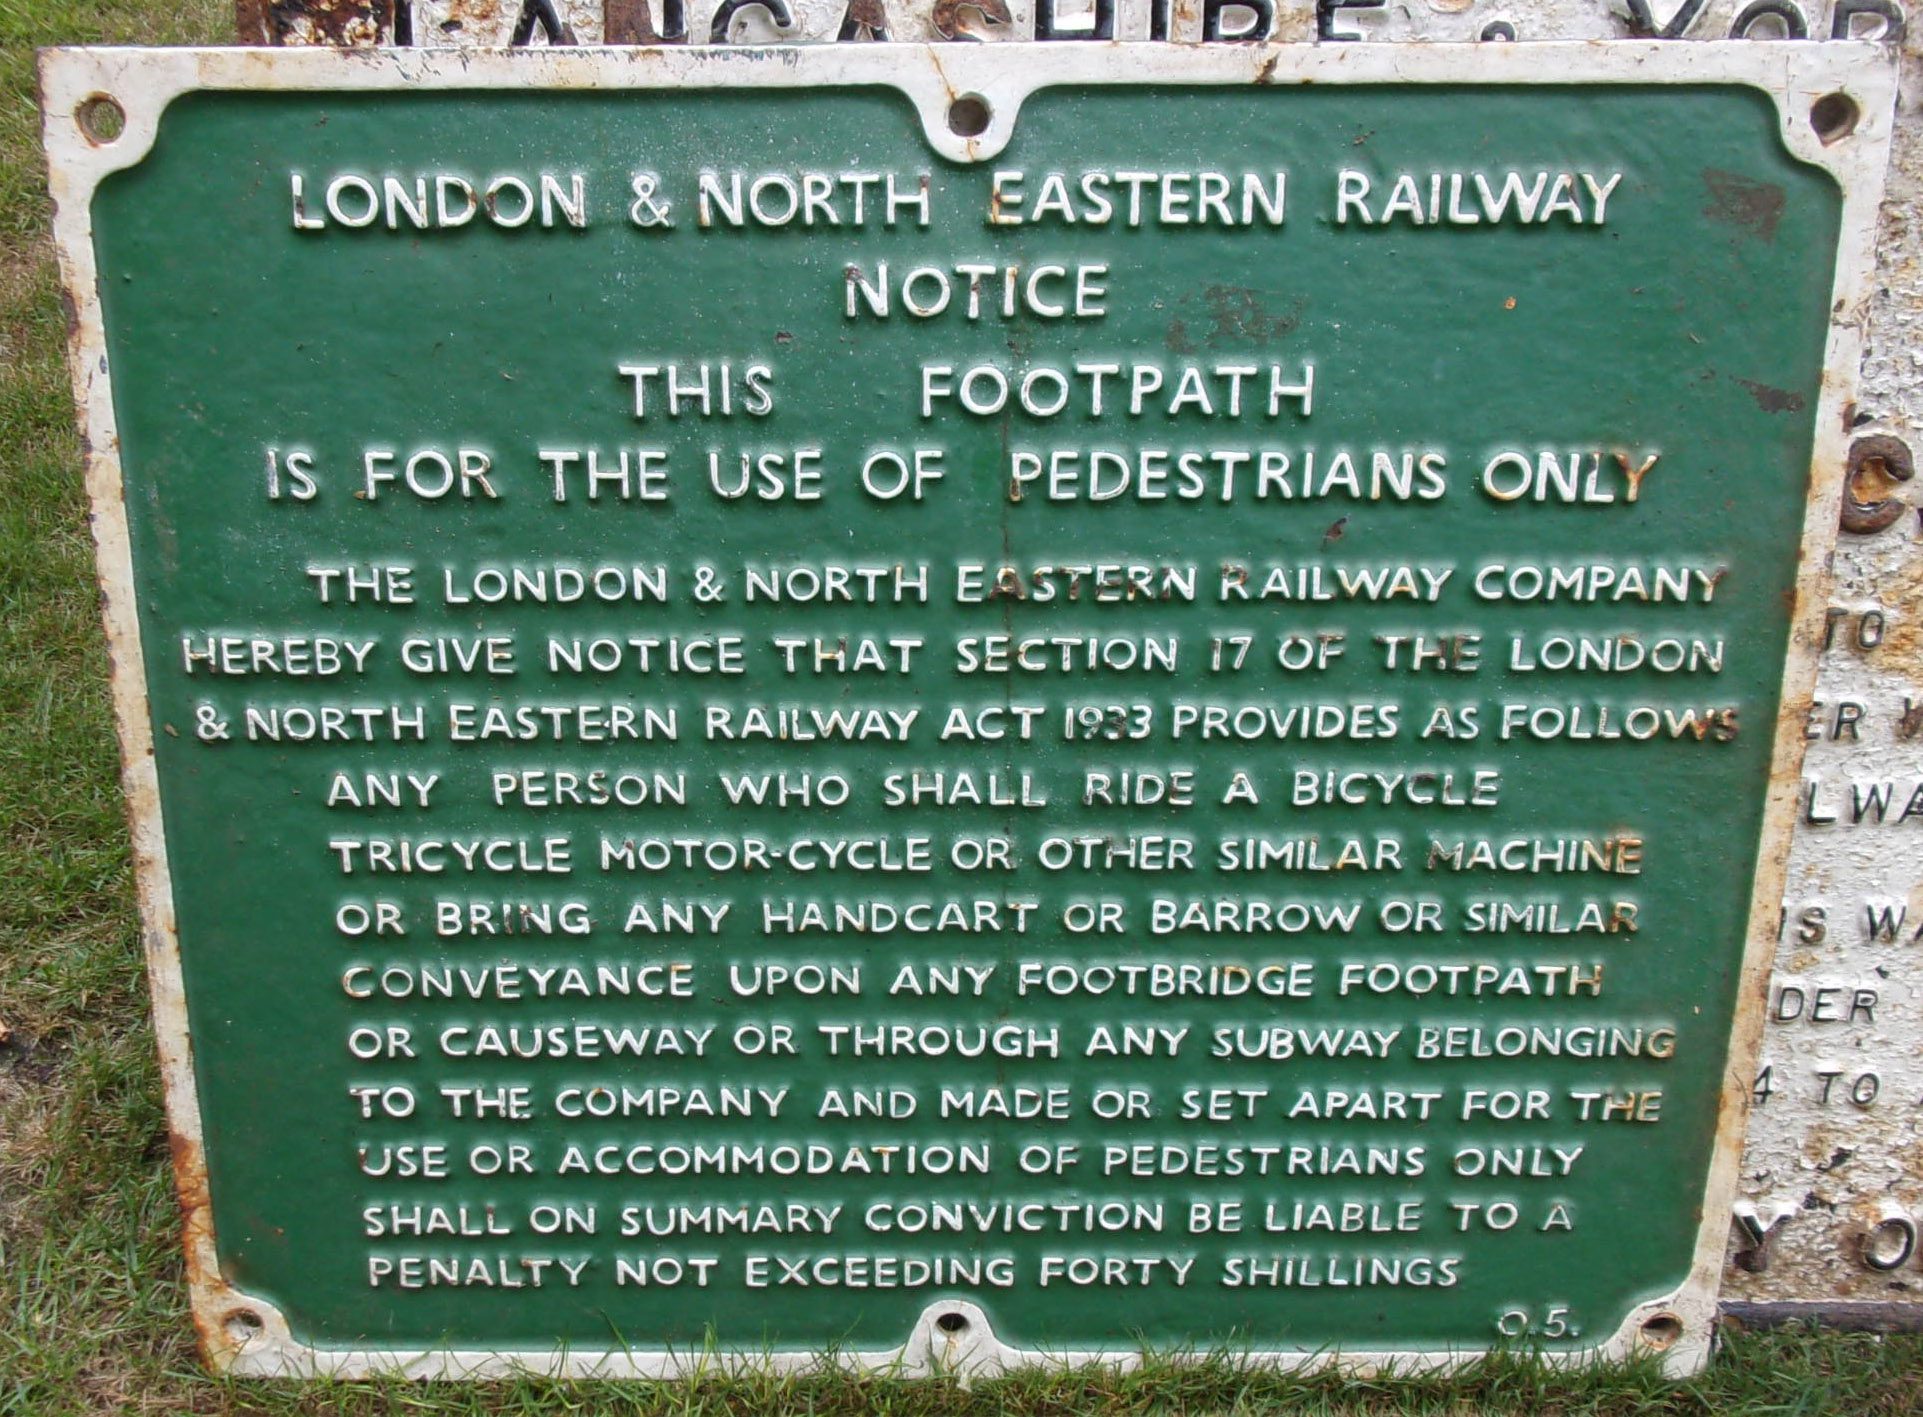 LANCASHIRE
LONDON & NORTH EASTERN RAILWAY
NOTICE
THIS FOOTPATH
IS FOR THE USE OF PEDESTRIANS ONLY
THE LONDON & NORTH EASTERN RAILWAY COMPANY
HEREBY GIVE NOTICE THAT SECTION 17 OF THE LONDON
& NORTH EASTERN RAILWAY ACT 1933 PROVIDES AS FOLLOWS
ANY PERSON WHO SHALL RIDE A BICYCLE
TRICYCLE MOTOR-CYCLE OR OTHER SIMILAR MACHINE
OR BRING ANY HANDCART OR BARROW OR SIMILAR
CONVEYANCE UPON ANY FOOTBRIDGE FOOTPATH
OR CAUSEWAY OR THROUGH ANY SUBWAY BELONGING
TO THE COMPANY AND MADE OR SET APART FOR THE
USE OR ACCOMMODATION OF PEDESTRIANS ONLY
SHALL ON SUMMARY CONVICTION BE LIABLE TO A
PENALTY NOT EXCEEDING FORTY SHILLINGS
O.5.
TO
4 TO